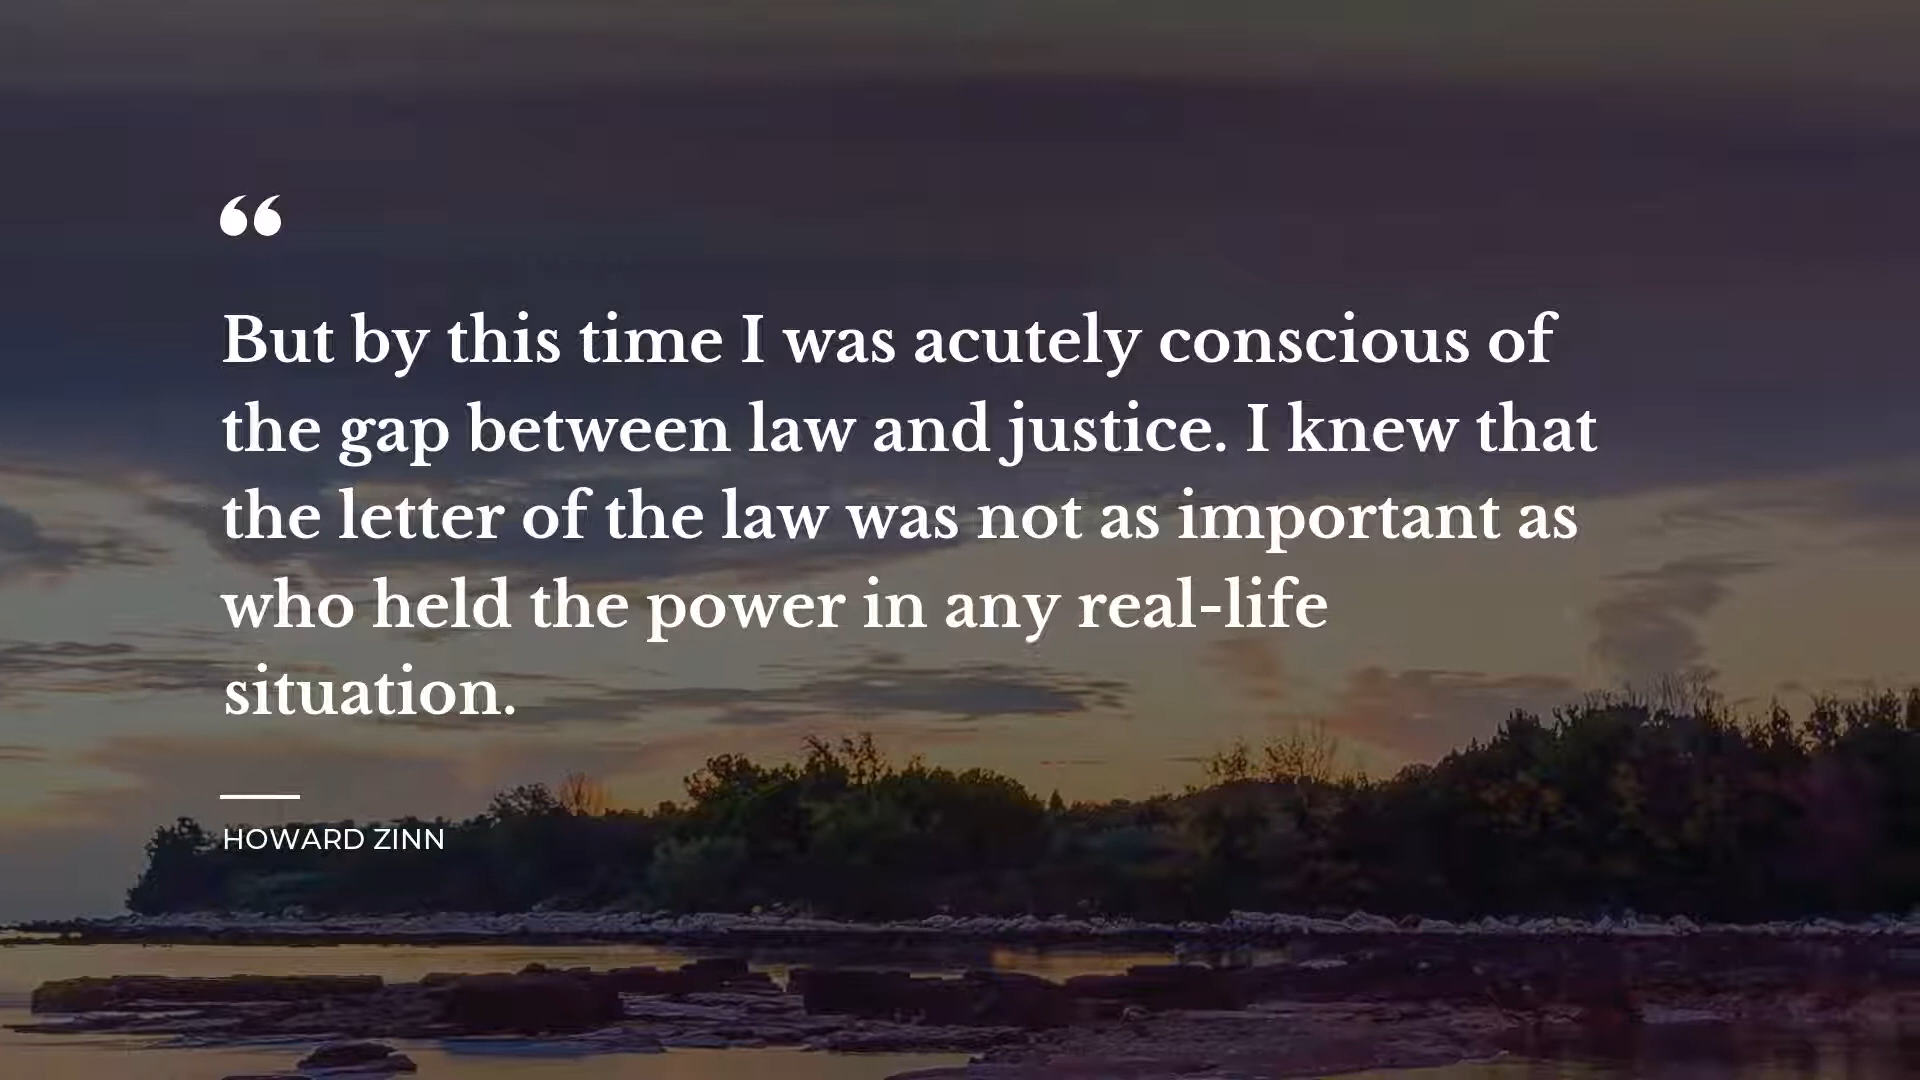 “
But by this time I was acutely conscious of
the gap between law and justice. I knew that
the letter of the law was not as important as
who held the power in any real-life
situation.
HOWARD ZINN